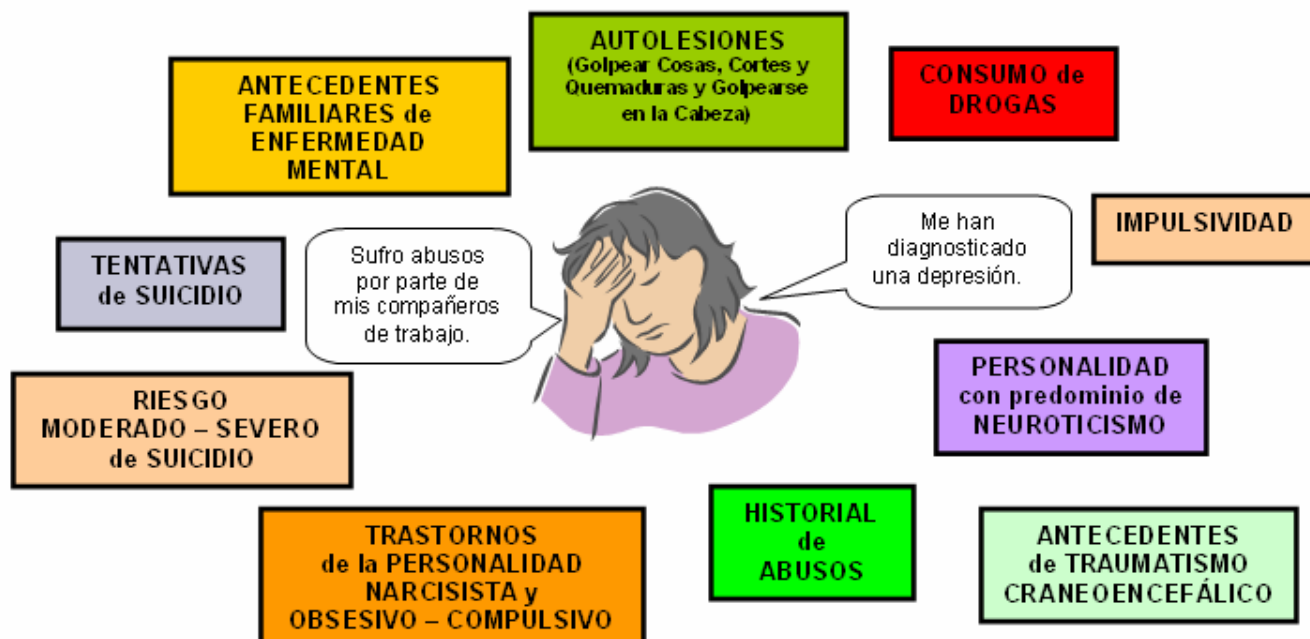 AUTOLESIONES
(Golpear Cosas, Cortes y
Quemaduras y Golpearse
en la Cabeza)
CONSUMO de
DROGAS
ANTECEDENTES
FAMILIARES de
ENFERMEDAD
MENTAL
IMPULSIVIDAD
Me han
diagnosticado
una depresión.
TENTATIVAS
de SUICIDIO
Sufro abusos
por parte de
mis compañeros
de trabajo.
PERSONALIDAD
con predominio de
NEUROTICISMO
RIESGO
MODERADO – SEVERO
de SUICIDIO
HISTORIAL
de
ABUSOS
TRASTORNOS
de la PERSONALIDAD
NARCISISTA y
OBSESIVO – COMPULSIVO
ANTECEDENTES
de TRAUMATISMO
CRANEOENCEFÁLICO